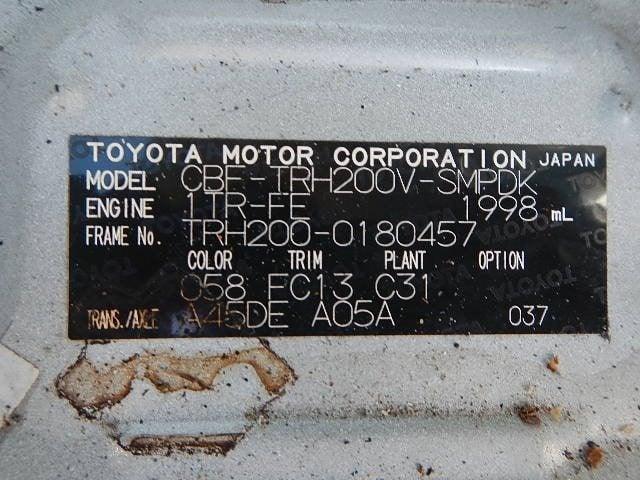 TOYOTA MOTOR CORPORATION JAPAN
MODEL CBF-TRH200V-SMPDK
ENGINE 1TR-FE 1998 mL
FRAME No. TRH200-0180457
COLOR TRIM PLANT OPTION
058 FC13 C31
TRANS./AXLE A45DE A05A 037